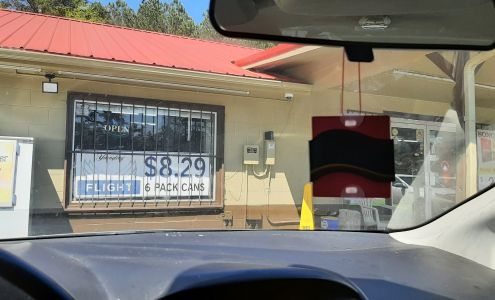 OPEN
$8.29
FLIGHT
6 PACK CANS